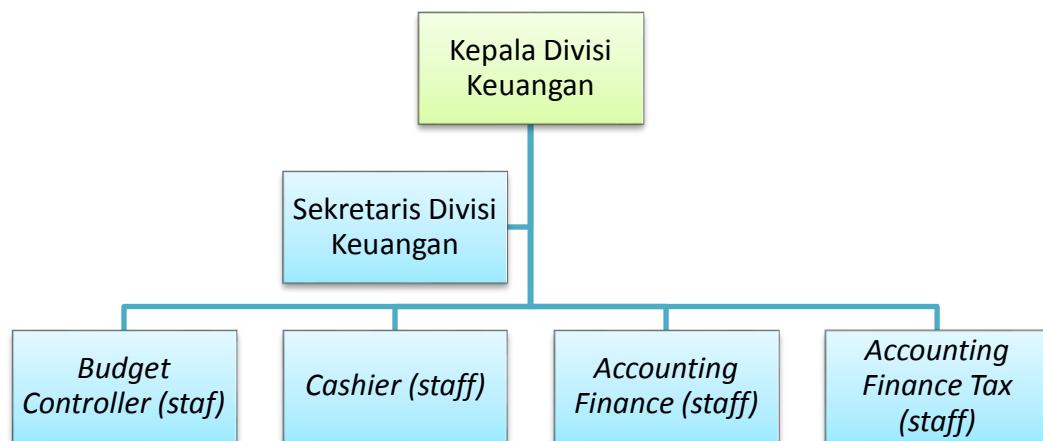 Kepala Divisi
Keuangan
Sekretaris Divisi
Keuangan
Budget
Controller (staf)
Cashier (staff)
Accounting
Finance (staff)
Accounting
Finance Tax
(staff)